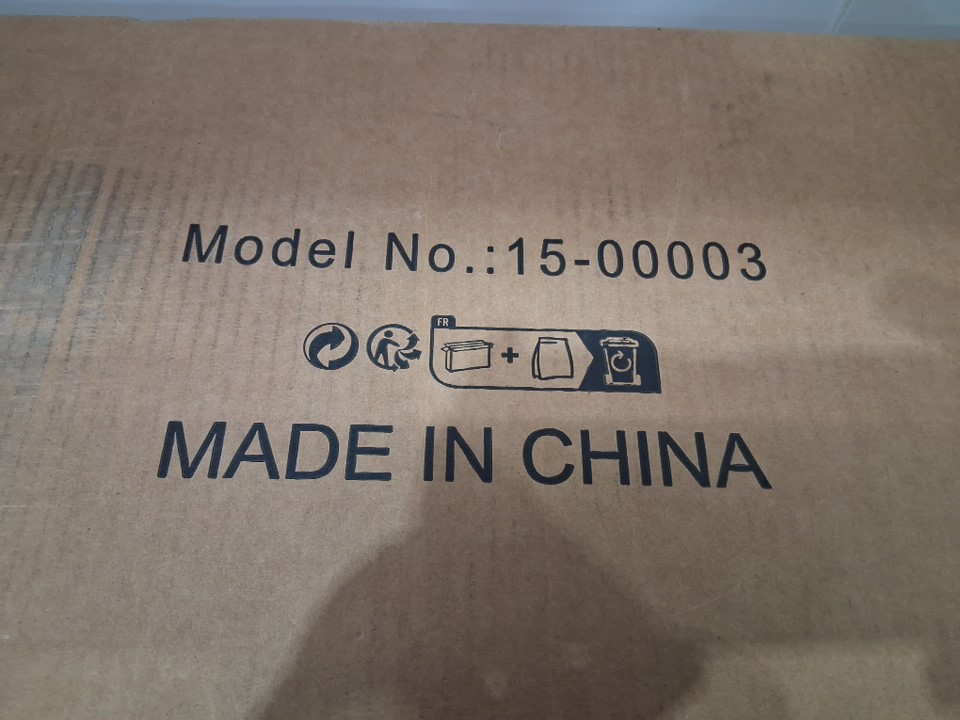 Model No.:15-00003
FR
+
MADE IN CHINA